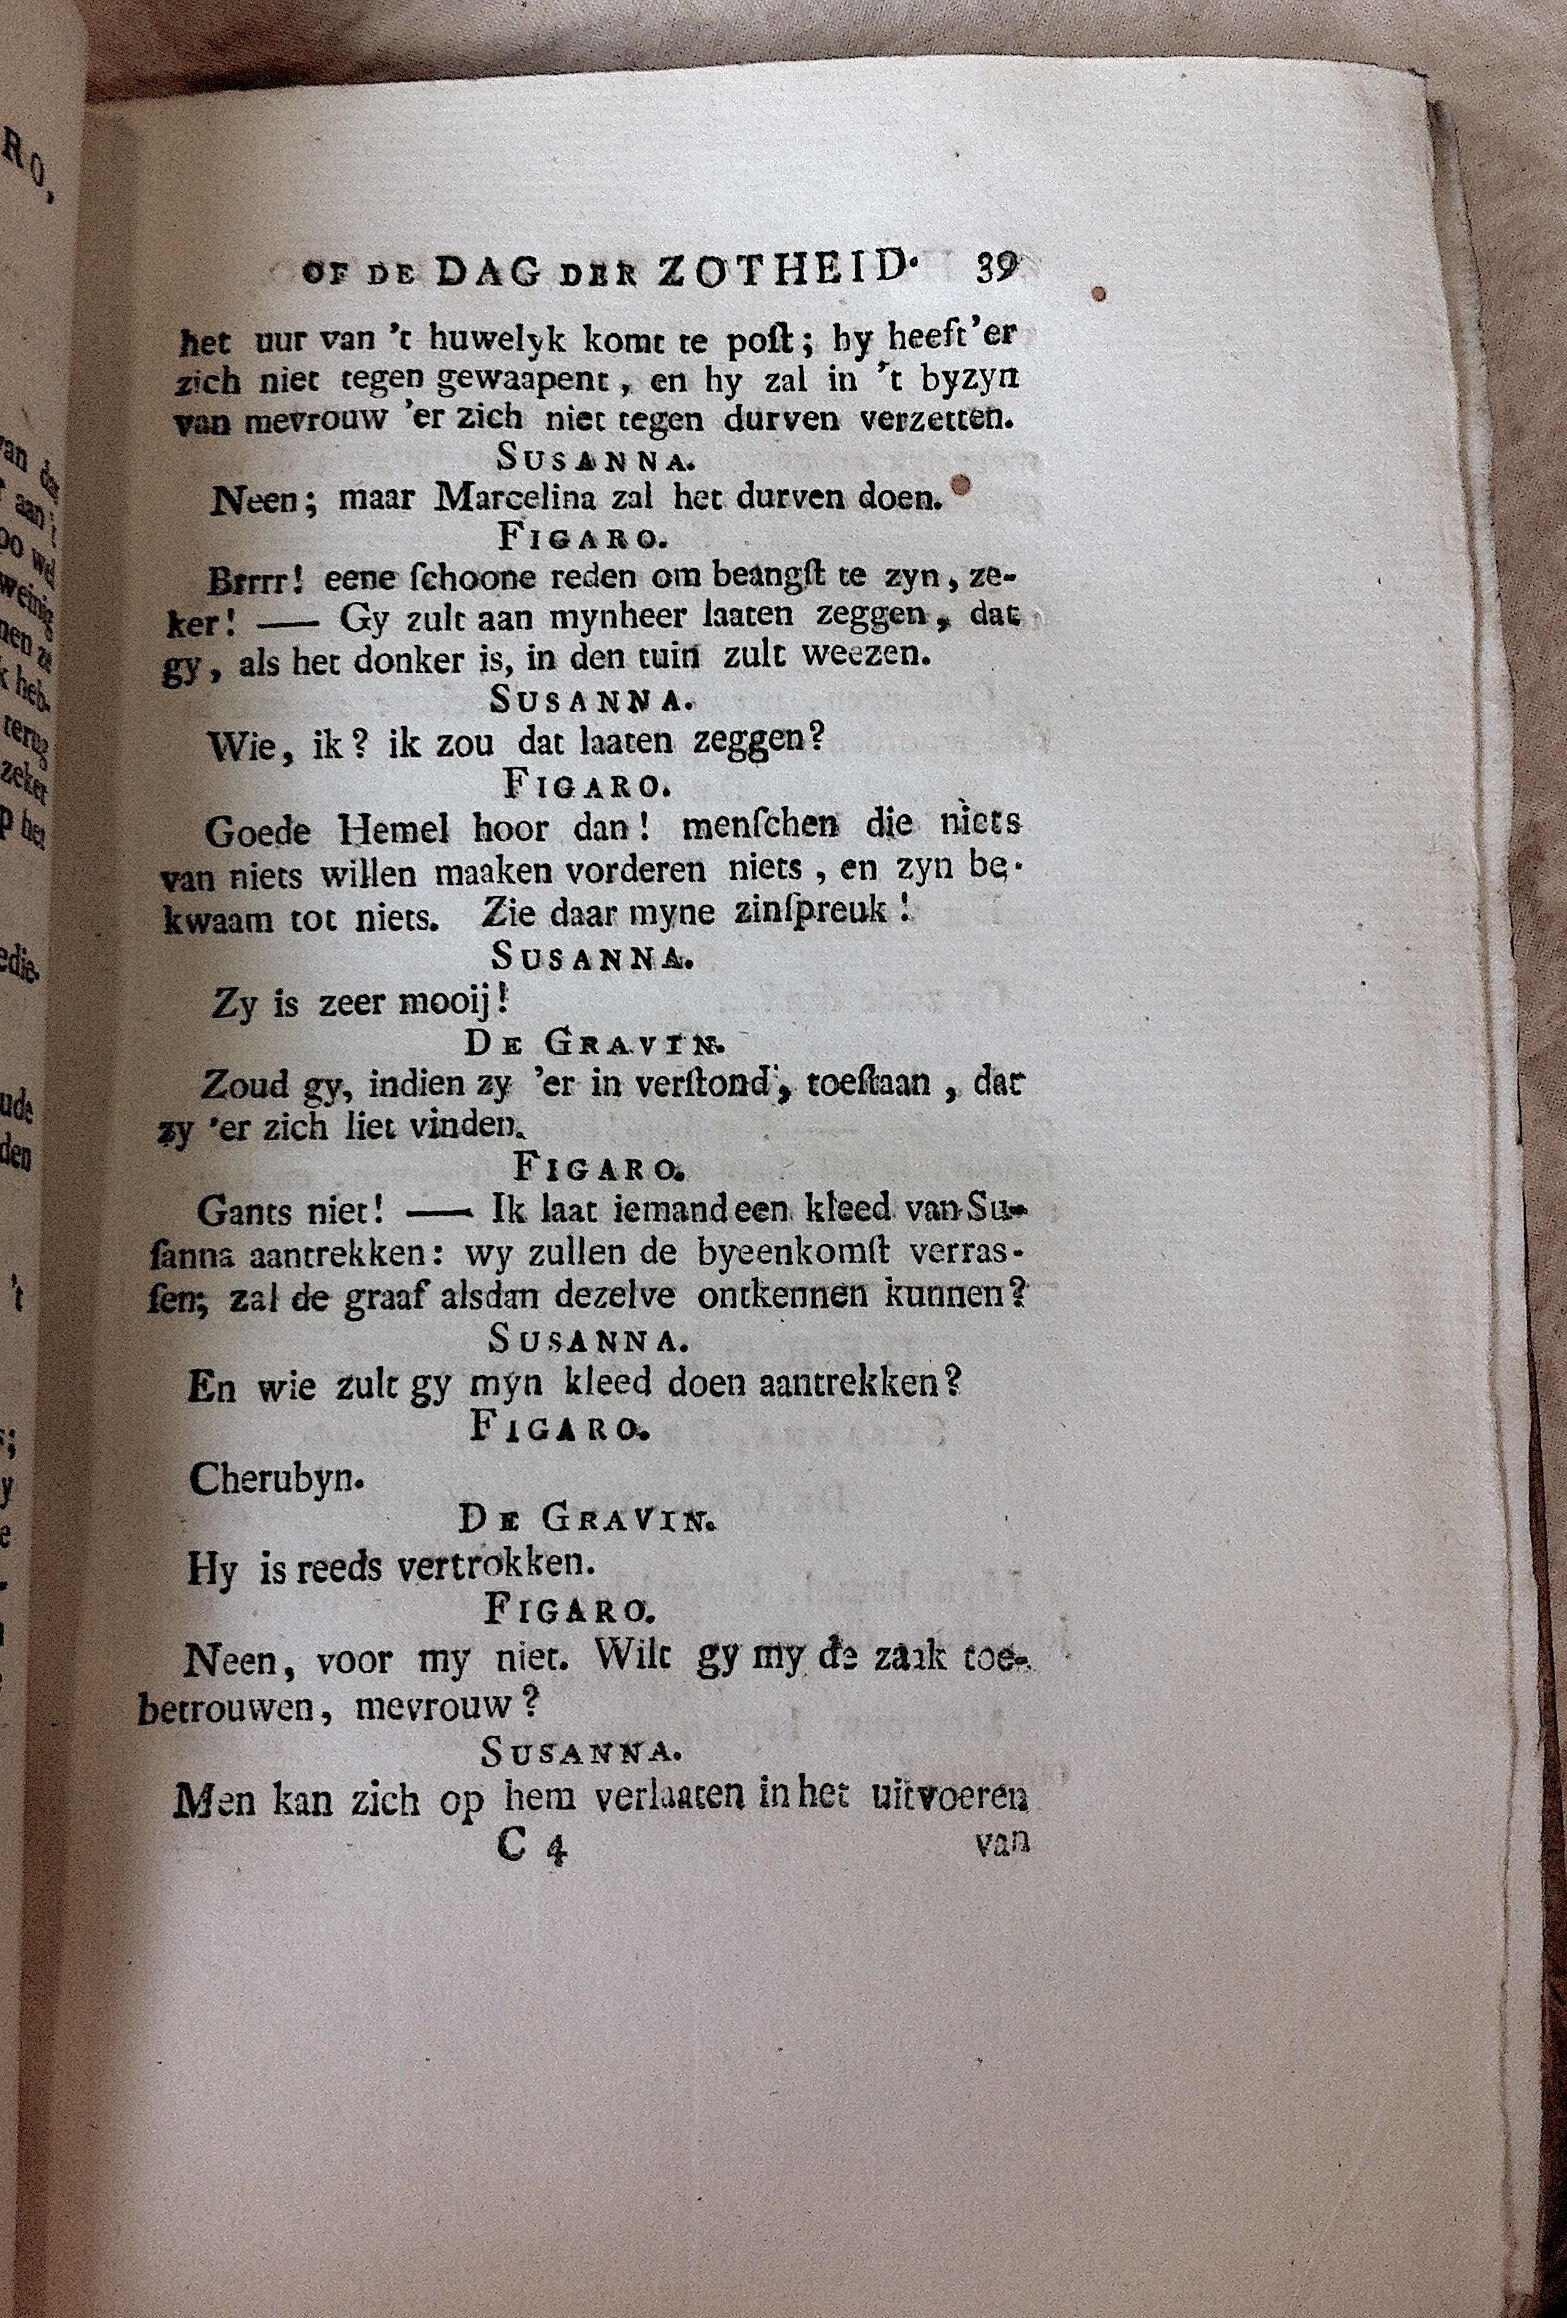 OF DE DAG DER ZOTHEID. 39
het uur van 't huwelyk komt te poſt; hy heeft 'er
zich niet tegen gewaapent, en hy zal in 't byzyn
van mevrouw 'er zich niet tegen durven verzetten.
SUSANNA.
Neen; maar Marcelina zal het durven doen.
FIGARO.
Brrrr! eene ſchoone reden om beangſt te zyn, ze-
ker! — Gy zult aan mynheer laaten zeggen, dat
gy, als het donker is, in den tuin zult weezen.
SUSANNA.
Wie, ik? ik zou dat laaten zeggen?
FIGARO.
Goede Hemel hoor dan! menſchen die niets
van niets willen maaken vorderen niets, en zyn be-
kwaam tot niets. Zie daar myne zinſpreuk!
SUSANNA.
Zy is zeer mooij!
DE GRAVIN.
Zoud gy, indien zy 'er in verſtond, toeſtaan, dat
zy 'er zich liet vinden.
FIGARO.
Gants niet! — Ik laat iemand een kleed van Su-
ſanna aantrekken: wy zullen de byeenkomſt verras-
ſen; zal de graaf alsdan dezelve ontkennen kunnen?
SUSANNA.
En wie zult gy myn kleed doen aantrekken?
FIGARO.
Cherubyn.
DE GRAVIN.
Hy is reeds vertrokken.
FIGARO.
Neen, voor my niet. Wilt gy my de zaak toe-
betrouwen, mevrouw?
SUSANNA.
Men kan zich op hem verlaaten in het uitvoeren
C 4 van